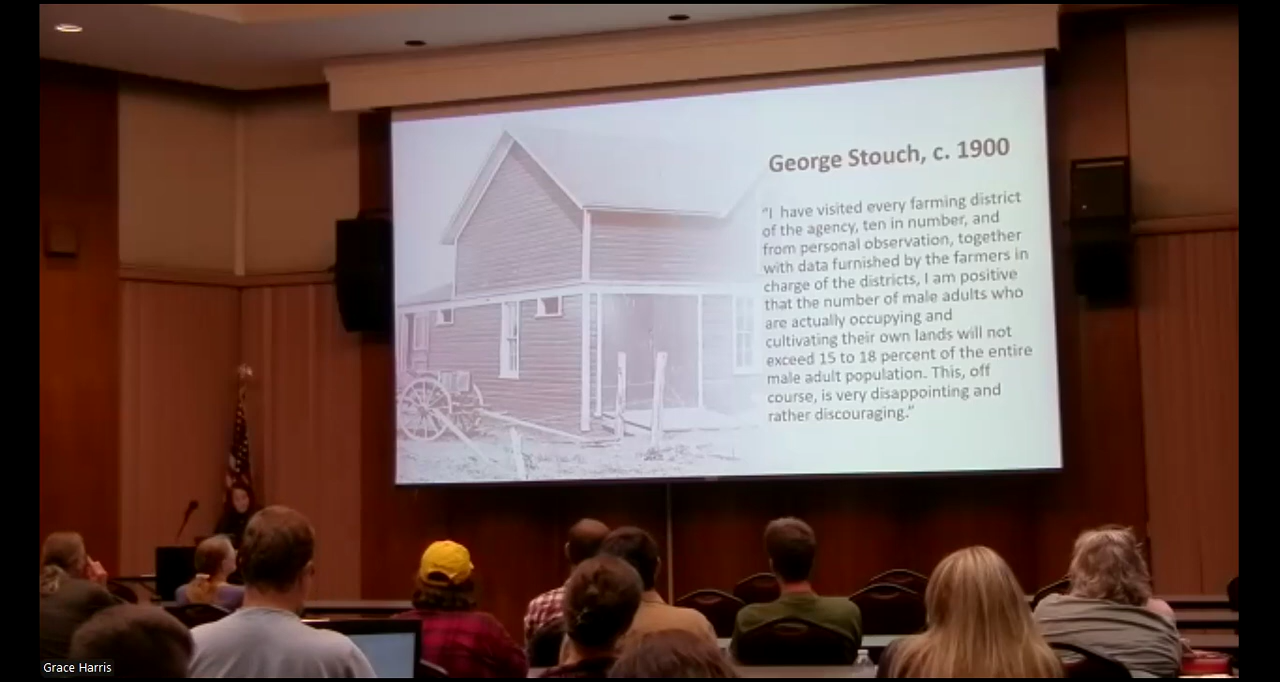 George Stouch, c. 1900
"I have visited every farming district
of the agency, ten in number, and
from personal observation, together
with data furnished by the farmers in
charge of the districts, I am positive
that the number of male adults who
are actually occupying and
cultivating their own lands will not
exceed 15 to 18 percent of the entire
male adult population. This, off
course, is very disappointing and
rather discouraging."
Grace Harris